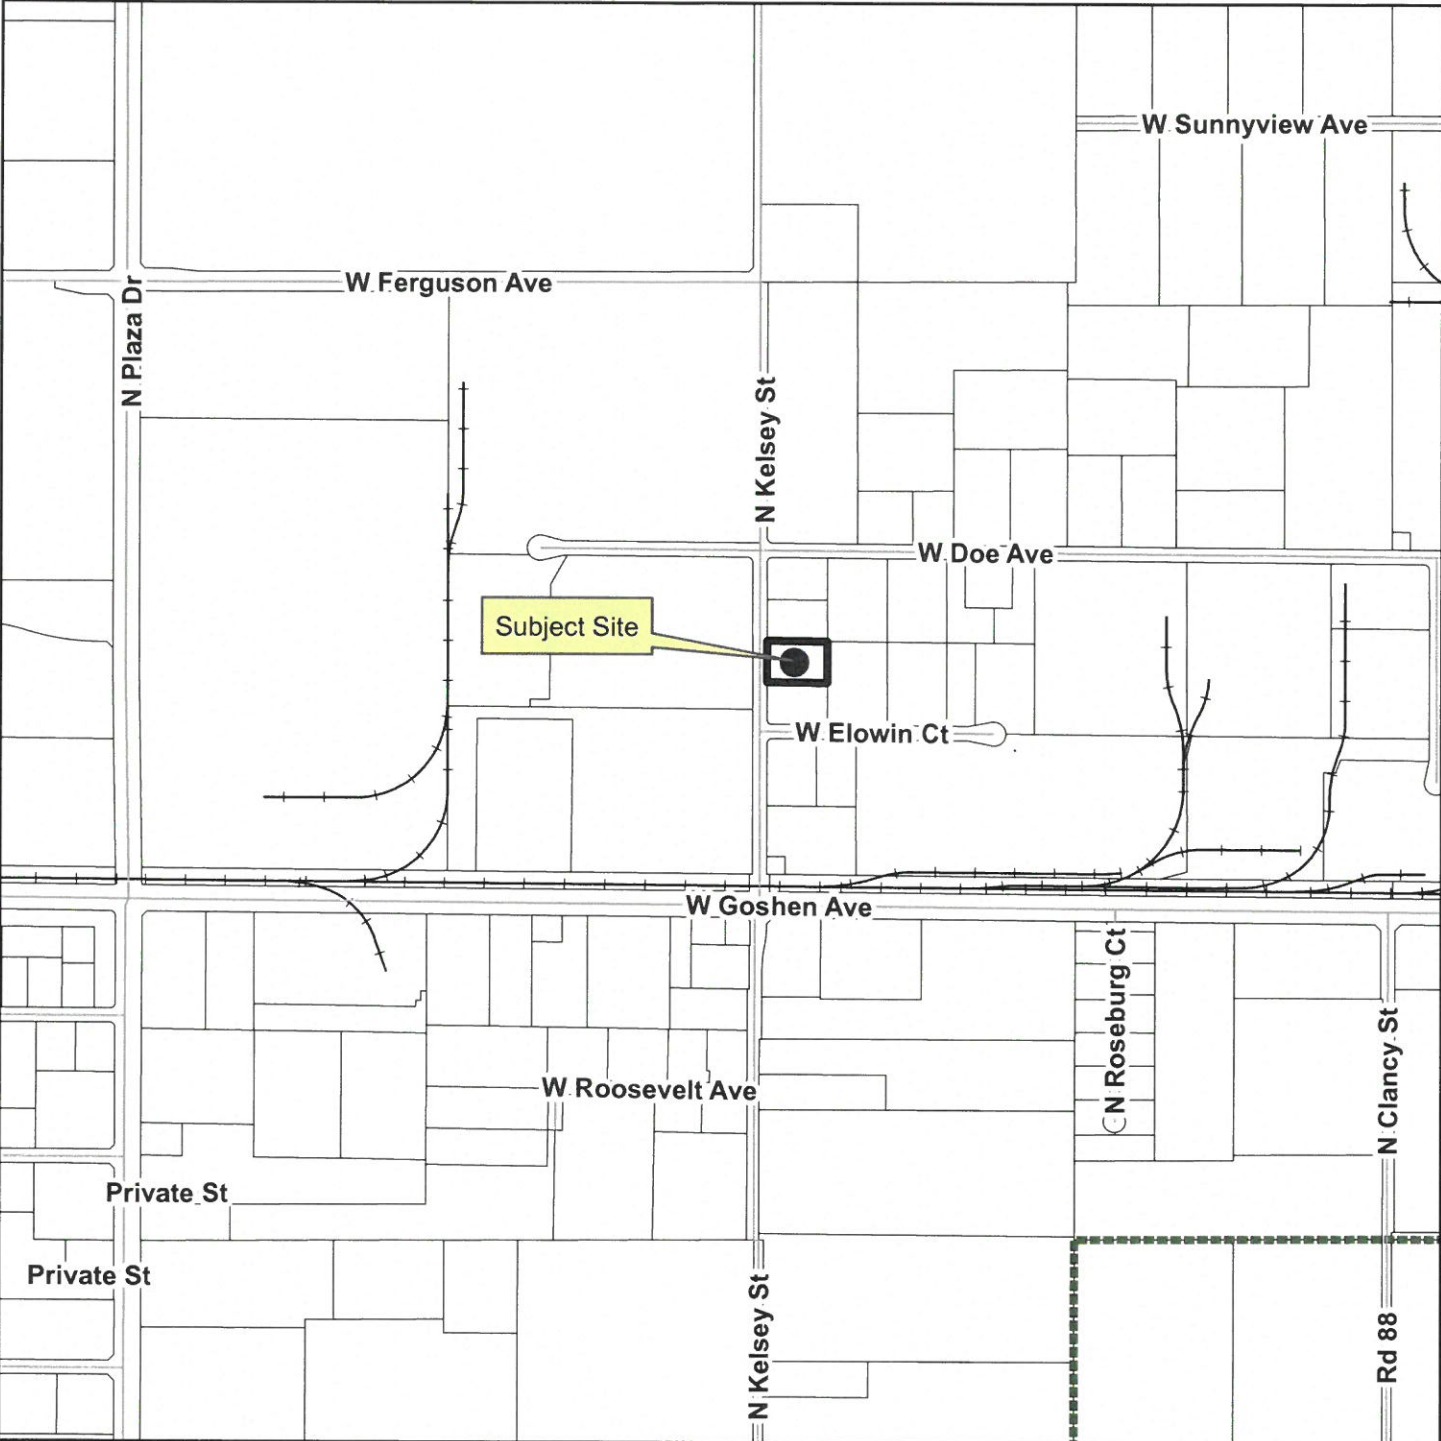 W Sunnyview Ave
W Ferguson Ave
N Plaza Dr
N Kelsey St
W Doe Ave
Subject Site
W Elowin Ct
W Goshen Ave
N Roseburg Ct
N Clancy St
W Roosevelt Ave
Private St
Private St
N Kelsey St
Rd 88